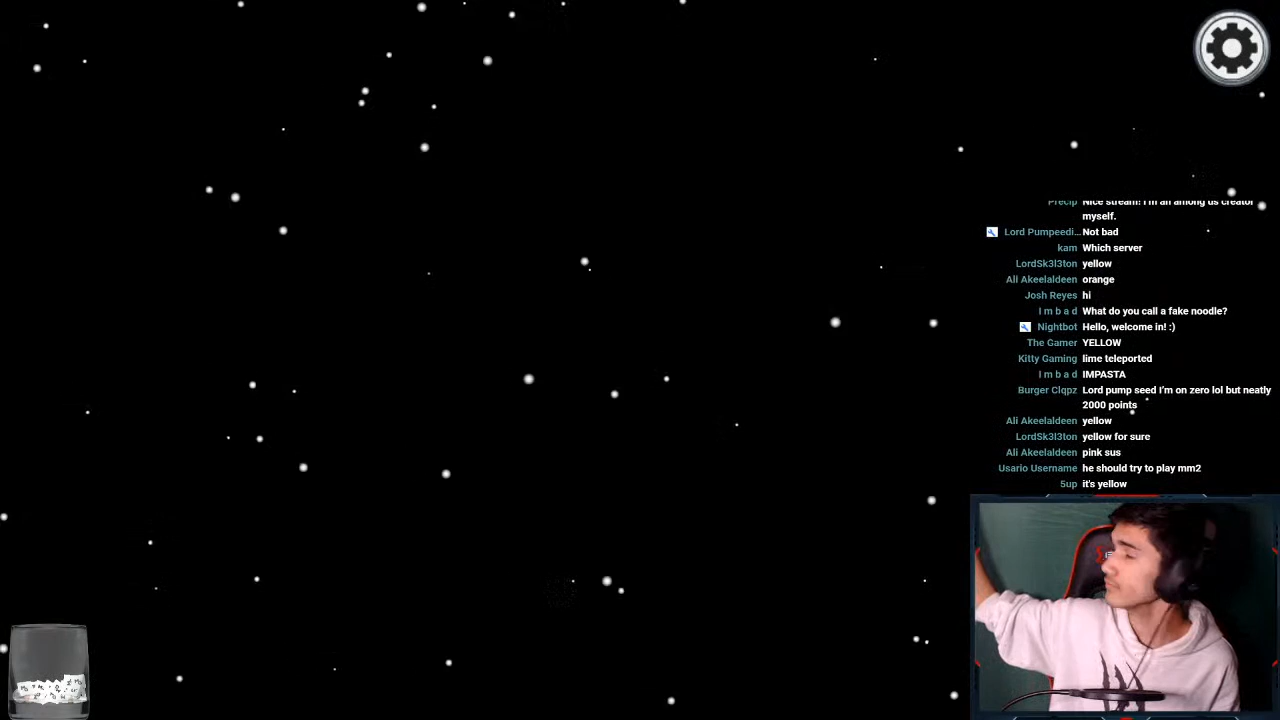 Precip Nice stream! I'm an among us creator
myself.
Lord Pumpeedi... Not bad
kam Which server
LordSk3l3ton yellow
Ali Akeelaldeen orange
Josh Reyes hi
I m b a d What do you call a fake noodle?
Nightbot Hello, welcome in! :)
The Gamer YELLOW
Kitty Gaming lime teleported
I m b a d IMPASTA
Burger Clqpz Lord pump seed I'm on zero lol but neatly
2000 points
Ali Akeelaldeen yellow
LordSk3l3ton yellow for sure
Ali Akeelaldeen pink sus
Usario Username he should try to play mm2
5up it's yellow